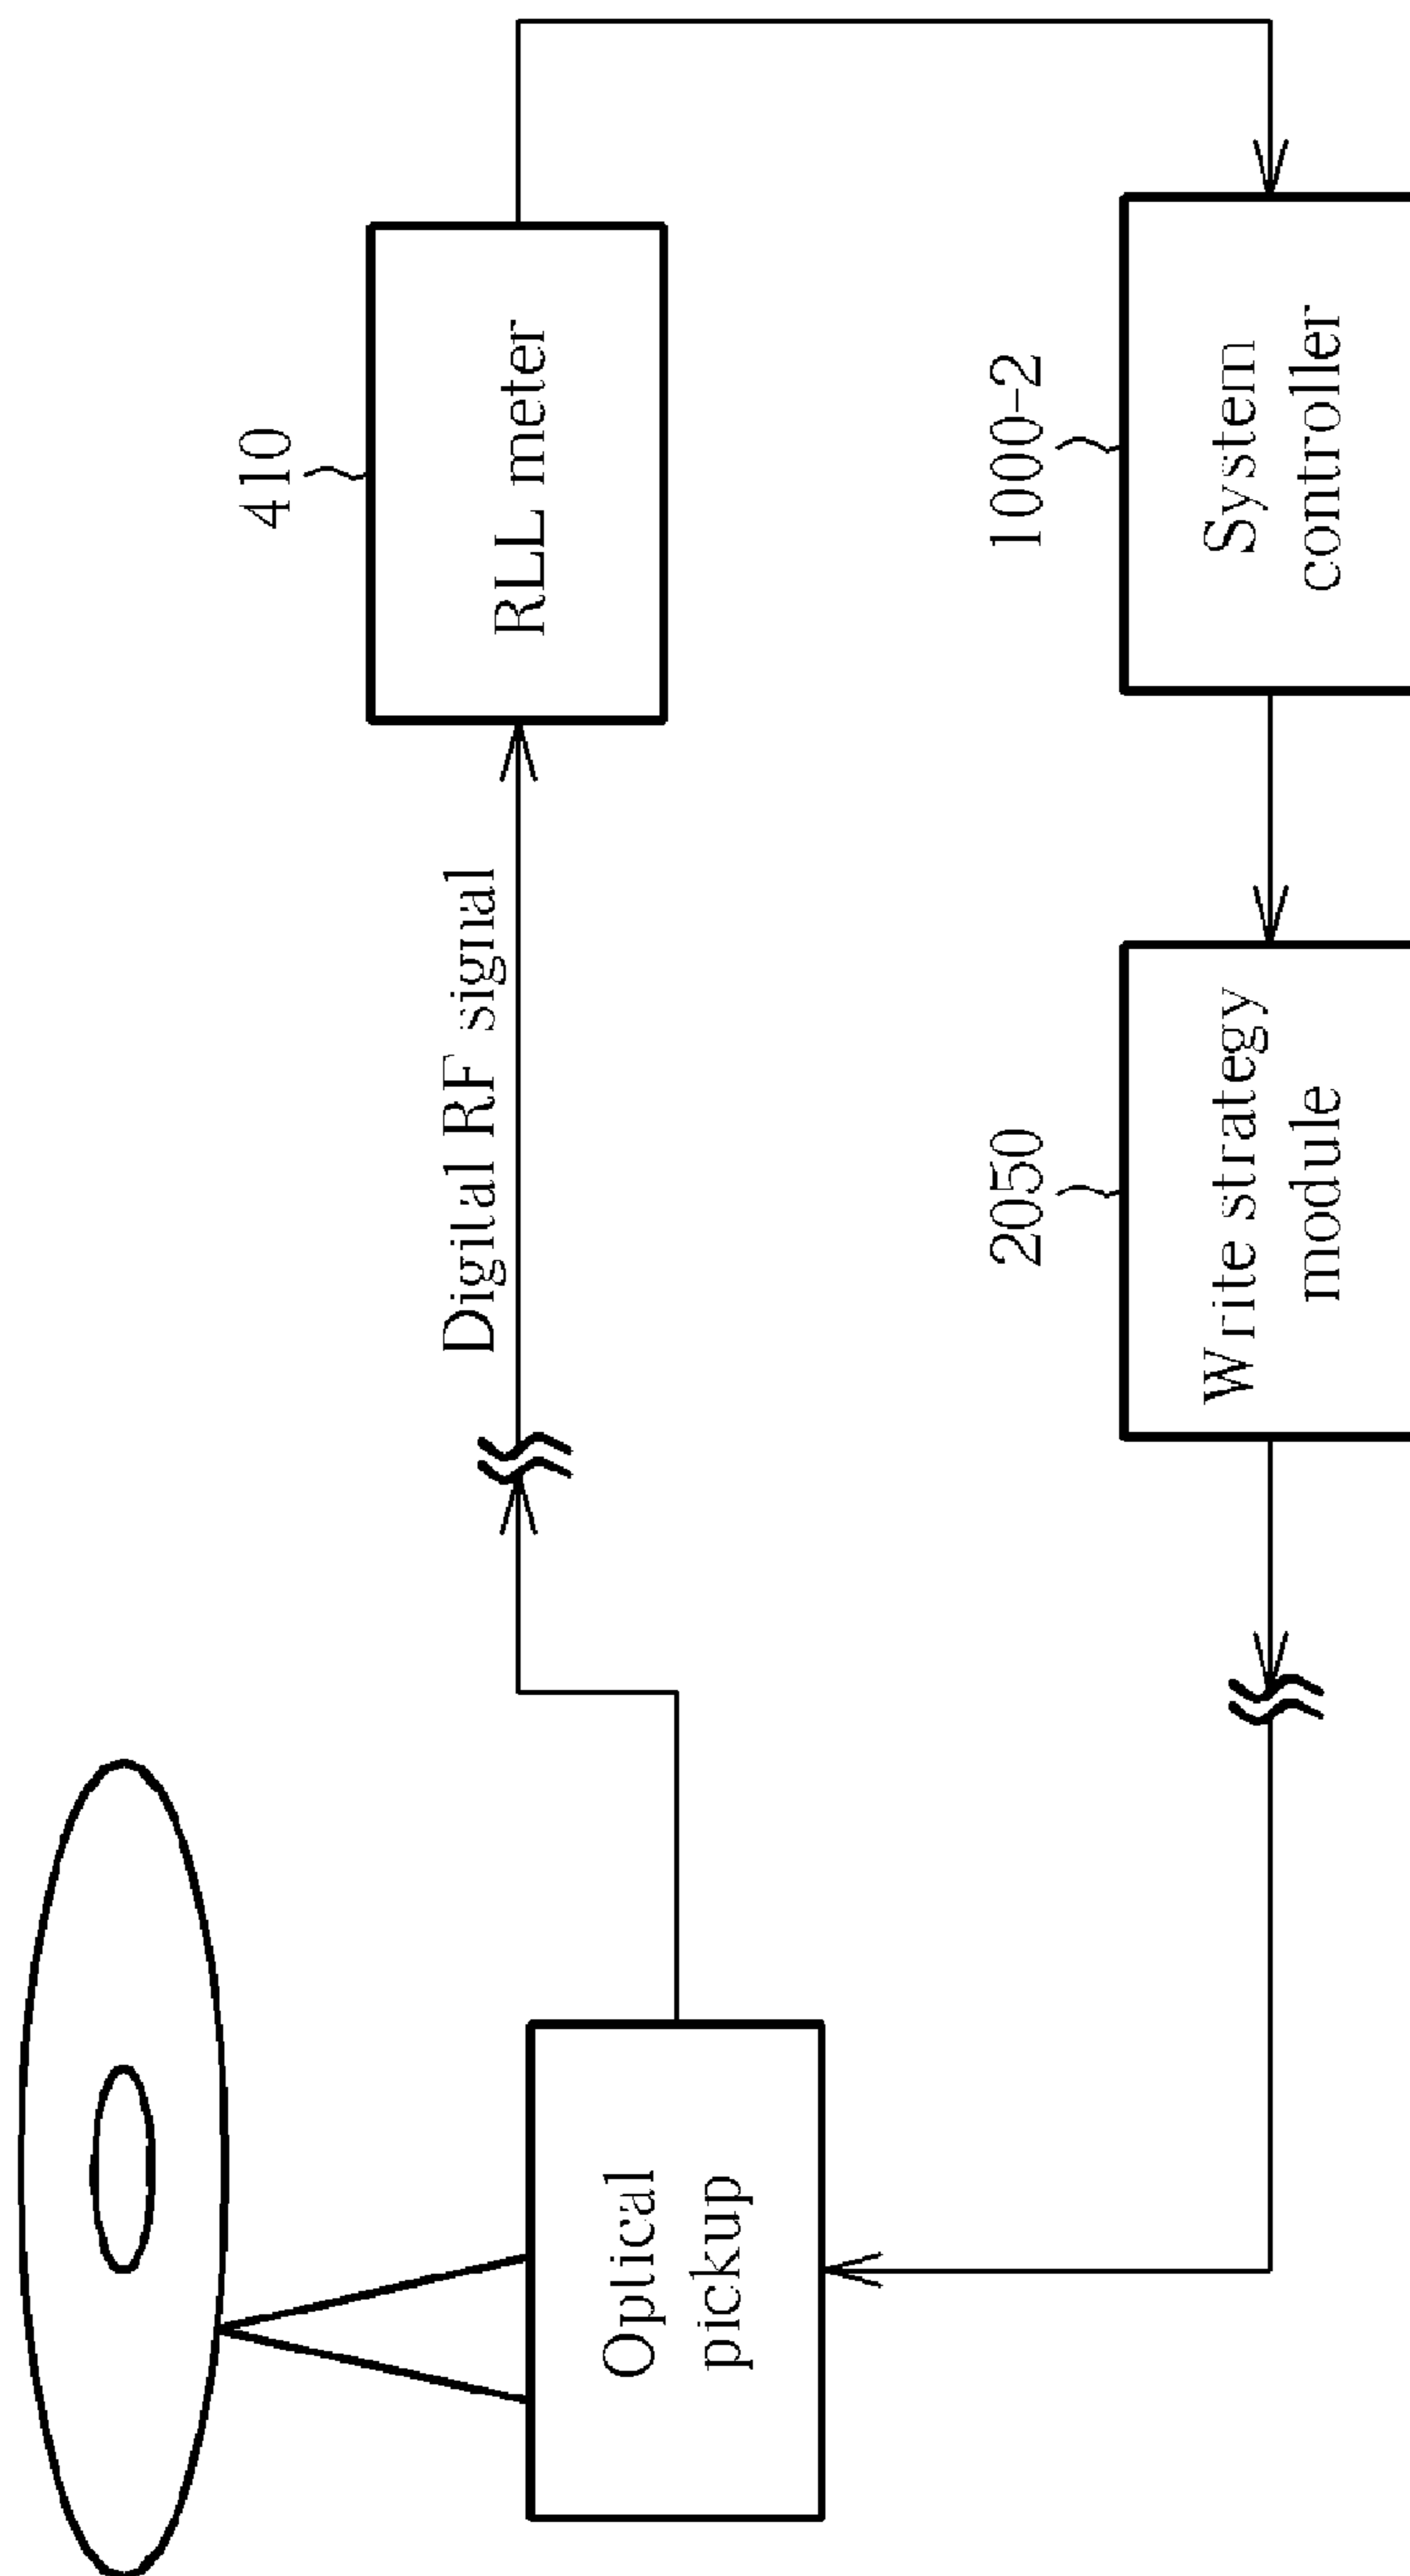 410
RLL meter
Digital RF signal
Optical
pickup
2050
Write strategy
module
1000-2
System
controller